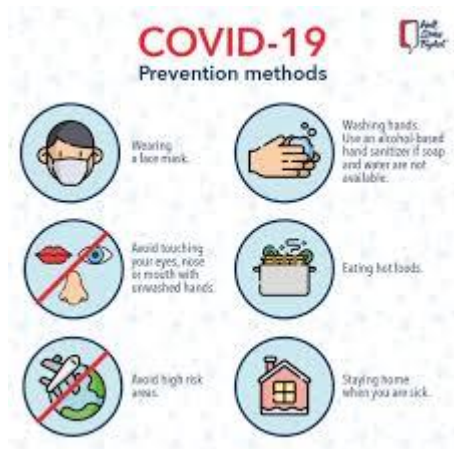 COVID-19
Prevention methods
Wearing
a face mask.
Washing hands.
Use an alcohol-based
hand sanitizer if soap
and water are not
available.
Avoid touching
your eyes, nose
or mouth with
unwashed hands.
Eating hot foods.
Avoid high risk
areas.
Staying home
when you are sick.